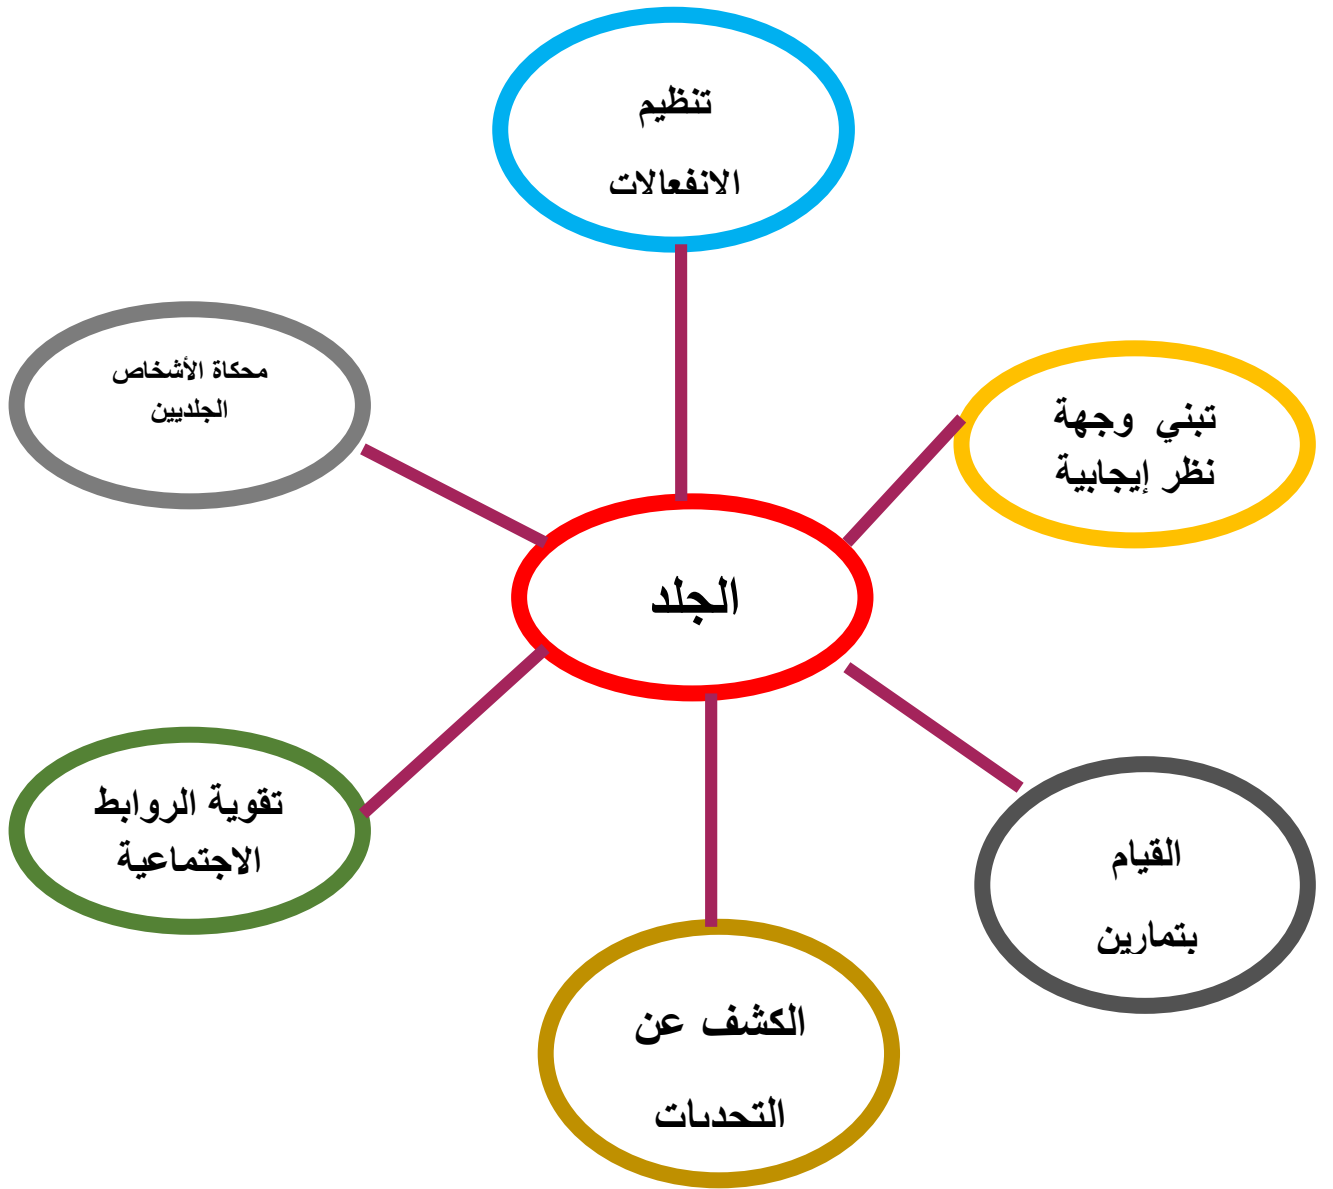 تنظيم
الانفعالات
محكاة الأشخاص
الجلديين
تبني وجهة
نظر إيجابية
الجلد
تقوية الروابط
الاجتماعية
القيام
بتمارين
الكشف عن
التحديات